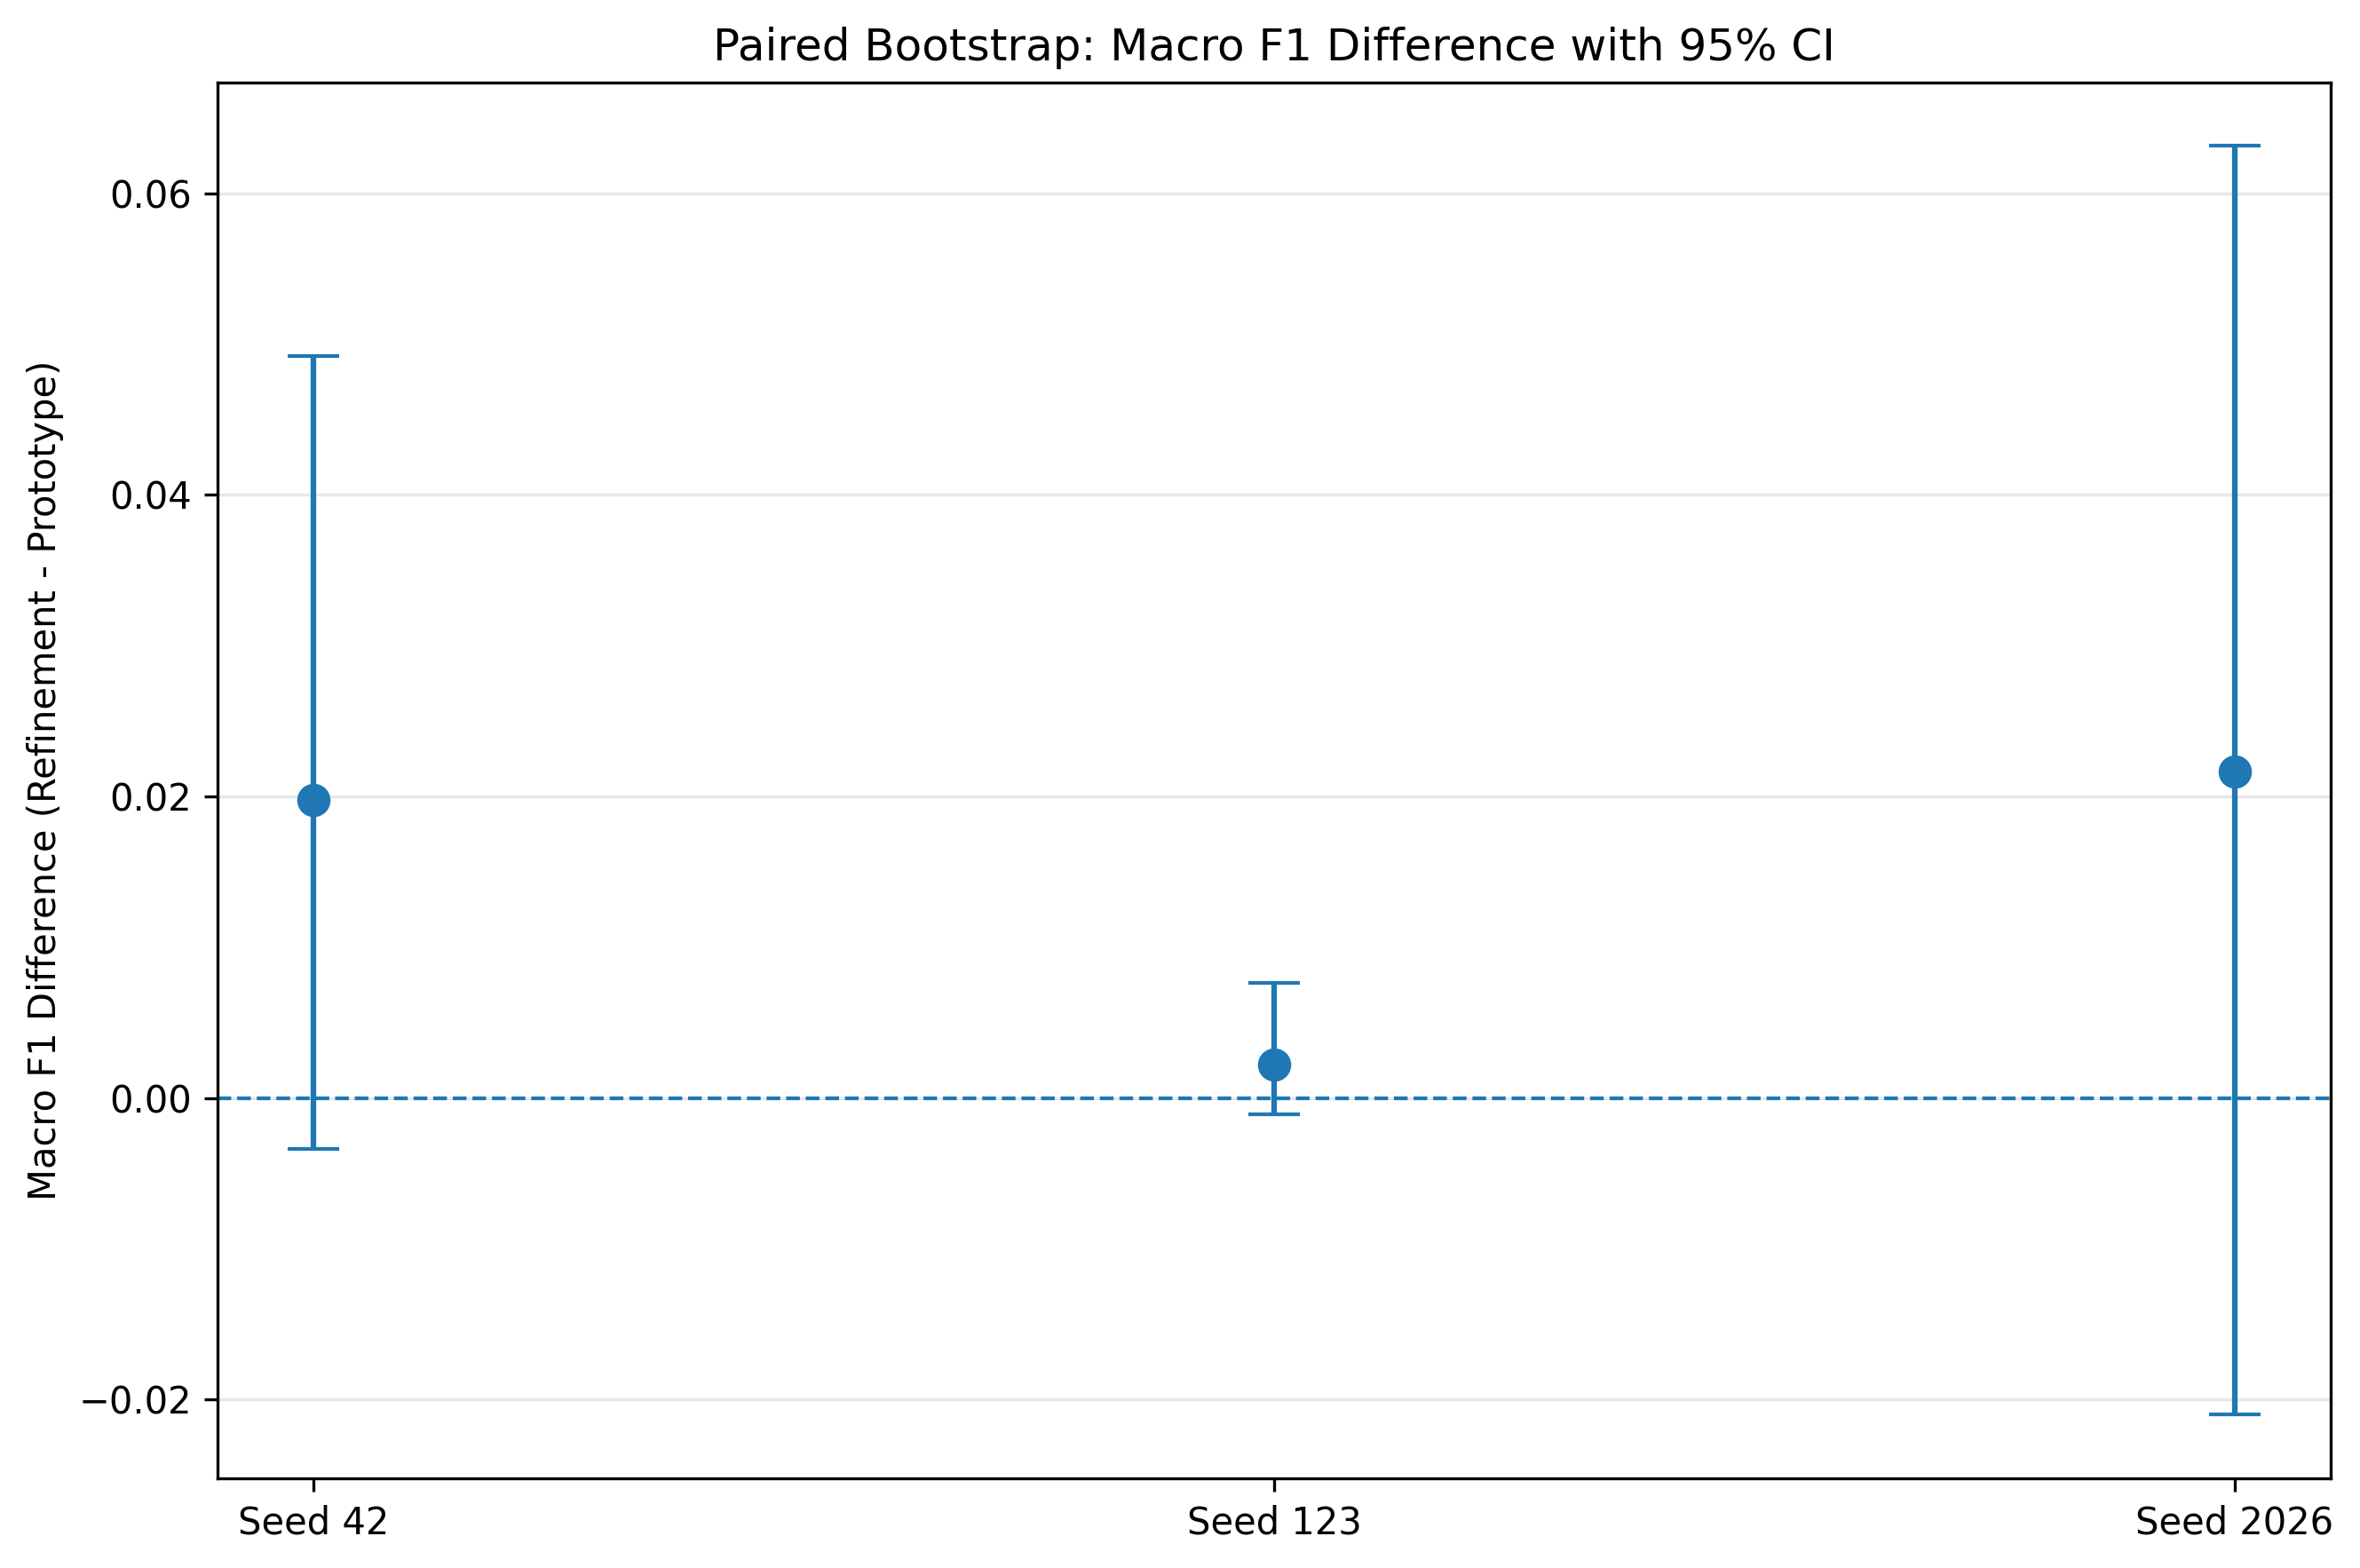 Paired Bootstrap: Macro F1 Difference with 95% CI
Macro F1 Difference (Refinement - Prototype)
0.06
0.04
0.02
0.00
−0.02
Seed 42
Seed 123
Seed 2026